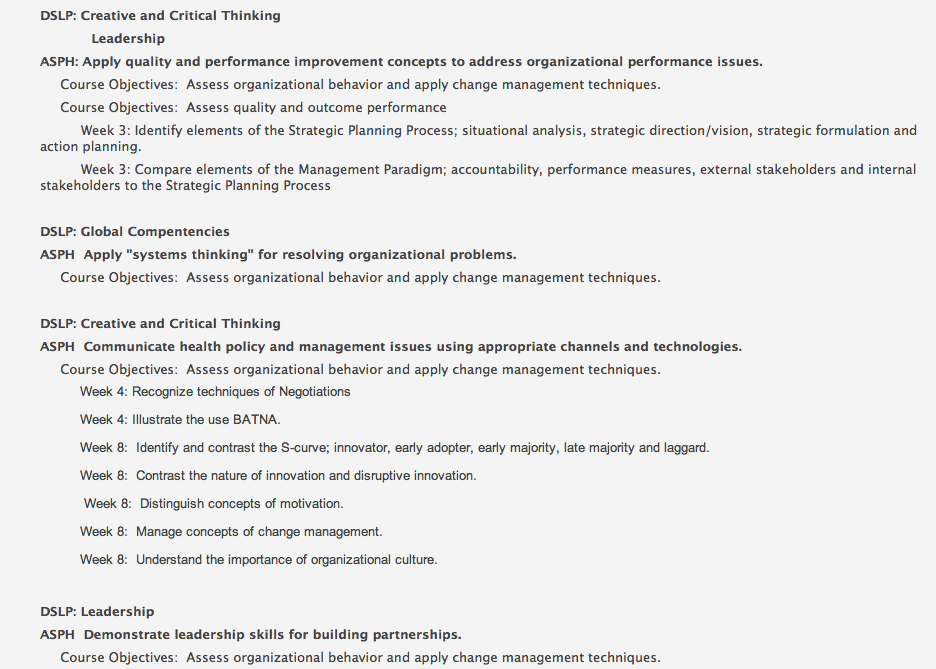 DSLP: Creative and Critical Thinking
Leadership
ASPH: Apply quality and performance improvement concepts to address organizational performance issues.
Course Objectives:  Assess organizational behavior and apply change management techniques.
Course Objectives:  Assess quality and outcome performance
Week 3: Identify elements of the Strategic Planning Process; situational analysis, strategic direction/vision, strategic formulation and
action planning.
Week 3: Compare elements of the Management Paradigm; accountability, performance measures, external stakeholders and internal
stakeholders to the Strategic Planning Process
DSLP: Global Compentencies
ASPH  Apply "systems thinking" for resolving organizational problems.
Course Objectives:  Assess organizational behavior and apply change management techniques.
DSLP: Creative and Critical Thinking
ASPH  Communicate health policy and management issues using appropriate channels and technologies.
Course Objectives:  Assess organizational behavior and apply change management techniques.
Week 4: Recognize techniques of Negotiations
Week 4: Illustrate the use BATNA.
Week 8:  Identify and contrast the S-curve; innovator, early adopter, early majority, late majority and laggard.
Week 8:  Contrast the nature of innovation and disruptive innovation.
Week 8:  Distinguish concepts of motivation.
Week 8:  Manage concepts of change management.
Week 8:  Understand the importance of organizational culture.
DSLP: Leadership
ASPH  Demonstrate leadership skills for building partnerships.
Course Objectives:  Assess organizational behavior and apply change management techniques.